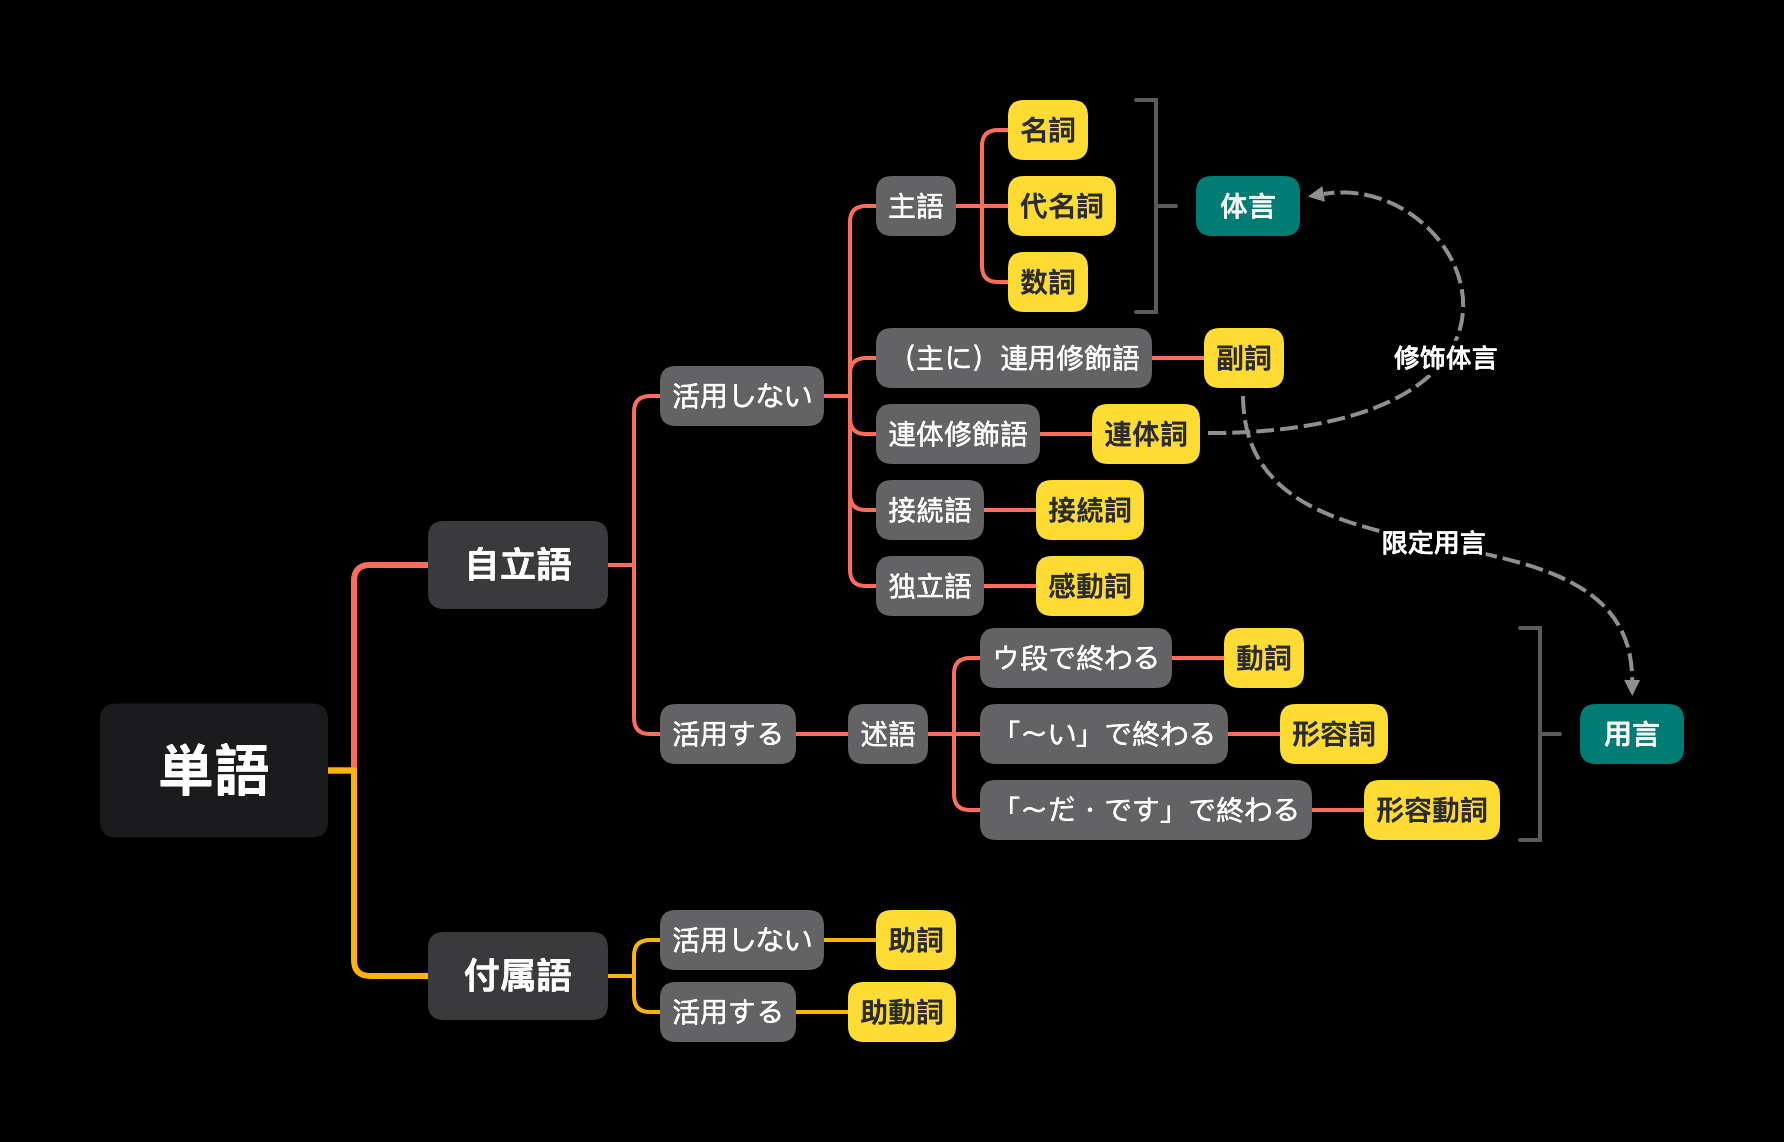 単語
自立語
活用しない
主語
名詞
代名詞
数詞
体言
（主に）連用修飾語
副詞
修饰体言
連体修飾語
連体詞
接続語
接続詞
限定用言
独立語
感動詞
活用する
述語
ウ段で終わる
動詞
「～い」で終わる
形容詞
用言
「～だ・です」で終わる
形容動詞
付属語
活用しない
助詞
活用する
助動詞